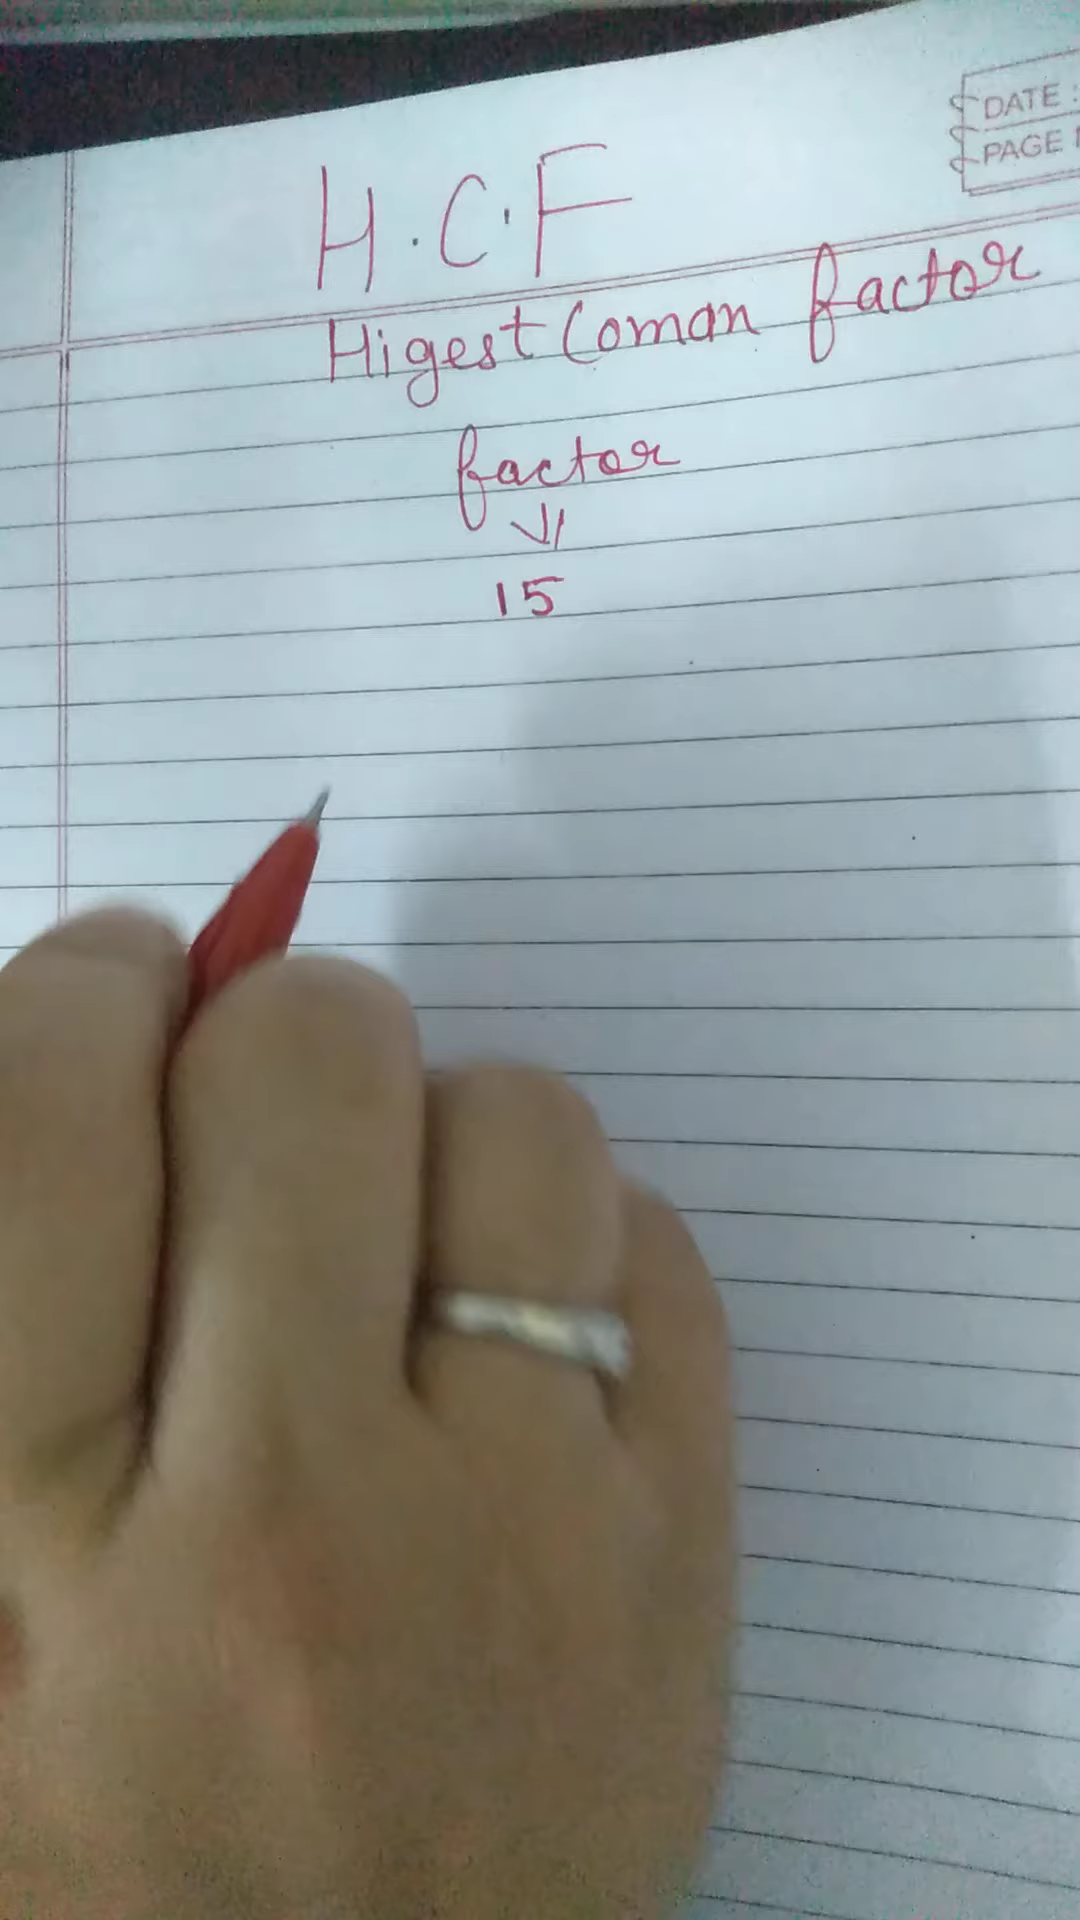 DATE :
PAGE
H.C.F
Higest Coman factor
factor
15